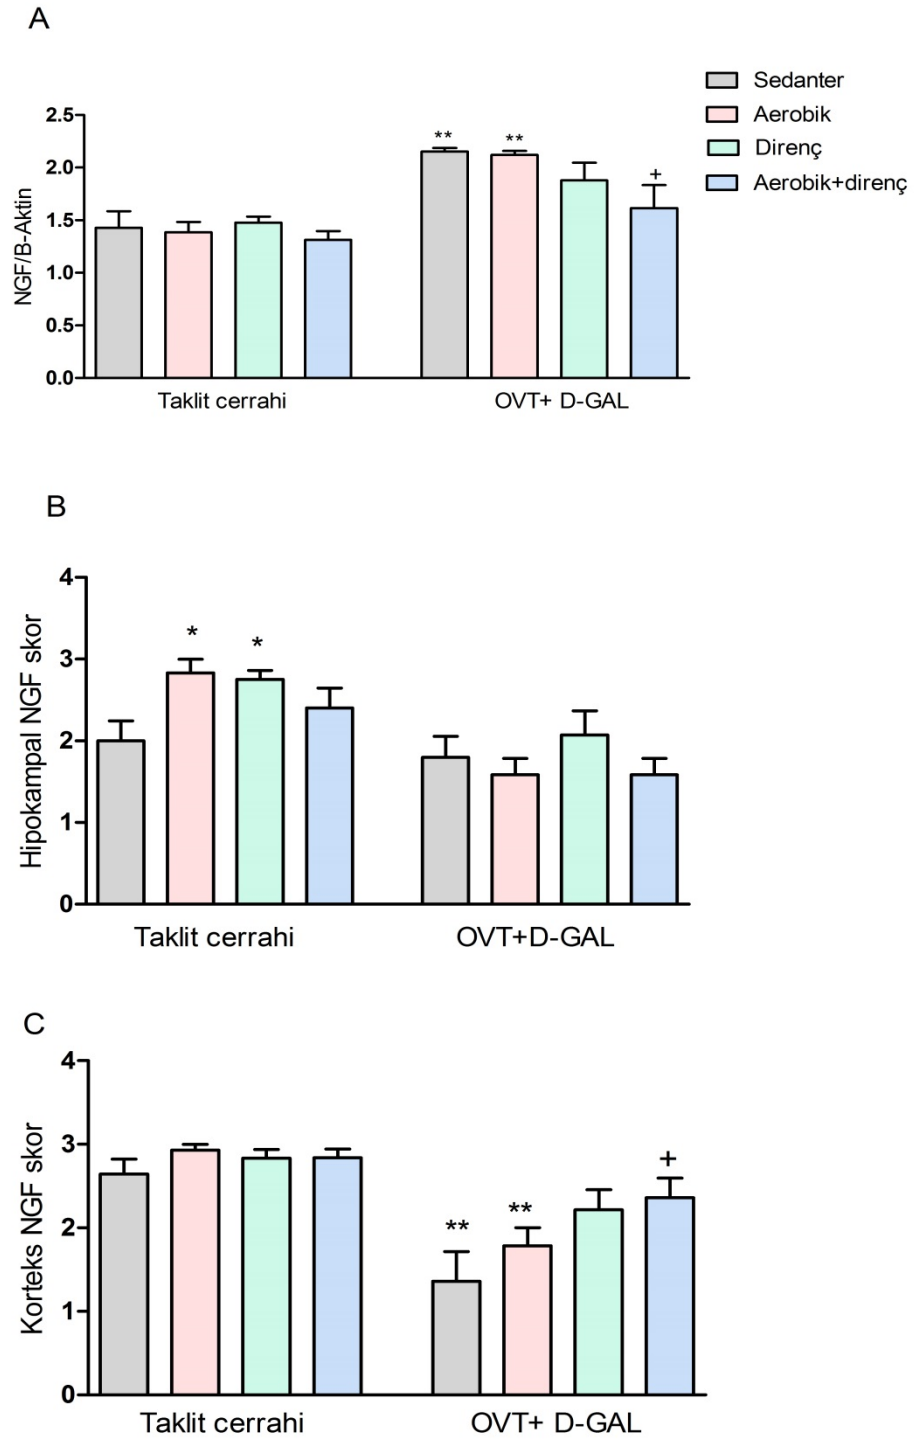 A
Sedanter
Aerobik
Direnç
Aerobik+direnç
NGF/B-Aktin
2.5
2.0
1.5
1.0
0.5
0.0
** ** +
Taklit cerrahi OVT+ D-GAL
B
Hipokampal NGF skor
4
3
2
1
0
* *
Taklit cerrahi OVT+D-GAL
C
Korteks NGF skor
4
3
2
1
0
** ** +
Taklit cerrahi OVT+ D-GAL